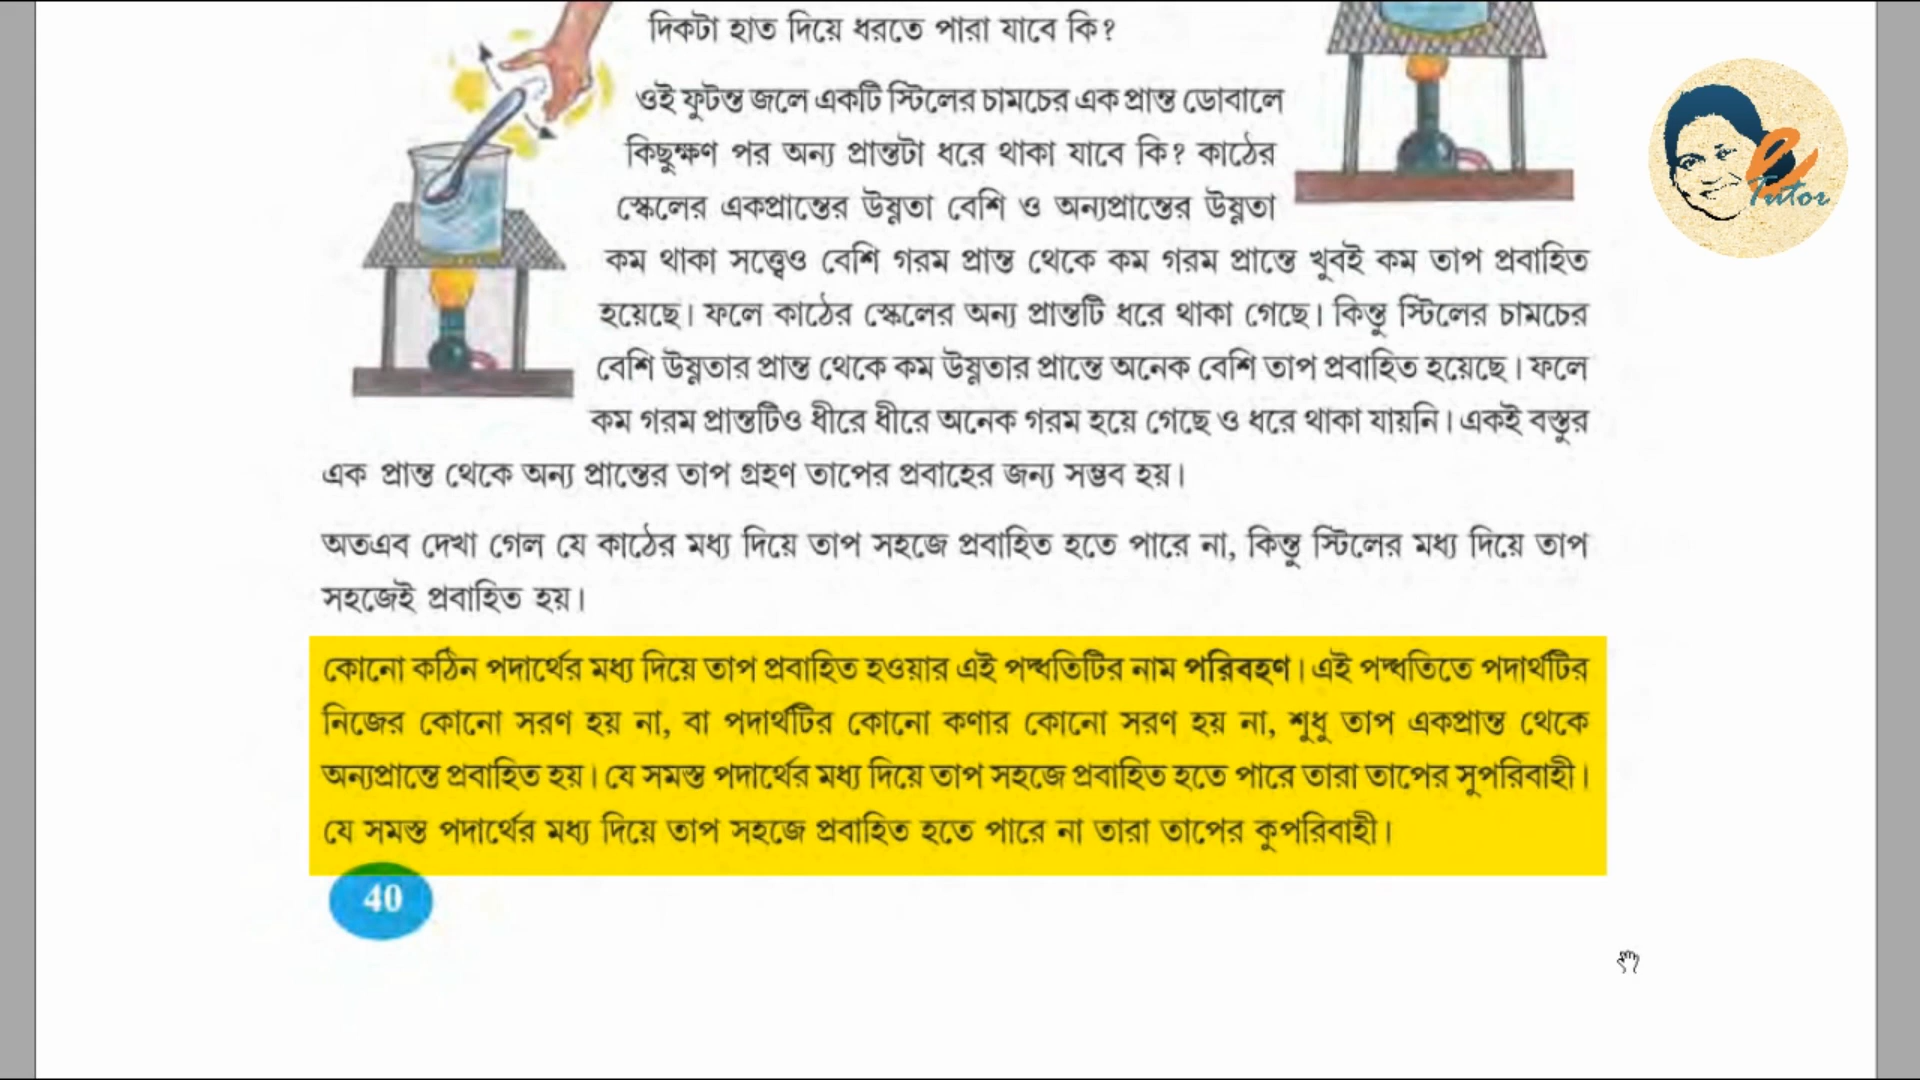 দিকটা হাত দিয়ে ধরতে পারা যাবে কি?
ওই ফুটন্ত জলে একটি স্টিলের চামচের এক প্রান্ত ডোবালে
কিছুক্ষণ পর অন্য প্রান্তটা ধরে থাকা যাবে কি? কাঠের
স্কেলের একপ্রান্তের উষ্ণতা বেশি ও অন্যপ্রান্তের উষ্ণতা
কম থাকা সত্ত্বেও বেশি গরম প্রান্ত থেকে কম গরম প্রান্তে খুবই কম তাপ প্রবাহিত
হয়েছে। ফলে কাঠের স্কেলের অন্য প্রান্তটি ধরে থাকা গেছে। কিন্তু স্টিলের চামচের
বেশি উষ্ণতার প্রান্ত থেকে কম উষ্ণতার প্রান্তে অনেক বেশি তাপ প্রবাহিত হয়েছে। ফলে
কম গরম প্রান্তটিও ধীরে ধীরে অনেক গরম হয়ে গেছে ও ধরে থাকা যায়নি। একই বস্তুর
এক প্রান্ত থেকে অন্য প্রান্তের তাপ গ্রহণ তাপের প্রবাহের জন্য সম্ভব হয়।
অতএব দেখা গেল যে কাঠের মধ্য দিয়ে তাপ সহজে প্রবাহিত হতে পারে না, কিন্তু স্টিলের মধ্য দিয়ে তাপ
সহজেই প্রবাহিত হয়।
কোনো কঠিন পদার্থের মধ্য দিয়ে তাপ প্রবাহিত হওয়ার এই পদ্ধতিটির নাম পরিবহণ। এই পদ্ধতিতে পদার্থটির
নিজের কোনো সরণ হয় না, বা পদার্থটির কোনো কণার কোনো সরণ হয় না, শুধু তাপ একপ্রান্ত থেকে
অন্যপ্রান্তে প্রবাহিত হয়। যে সমস্ত পদার্থের মধ্য দিয়ে তাপ সহজে প্রবাহিত হতে পারে তারা তাপের সুপরিবাহী।
যে সমস্ত পদার্থের মধ্য দিয়ে তাপ সহজে প্রবাহিত হতে পারে না তারা তাপের কুপরিবাহী।
40
e Tutor